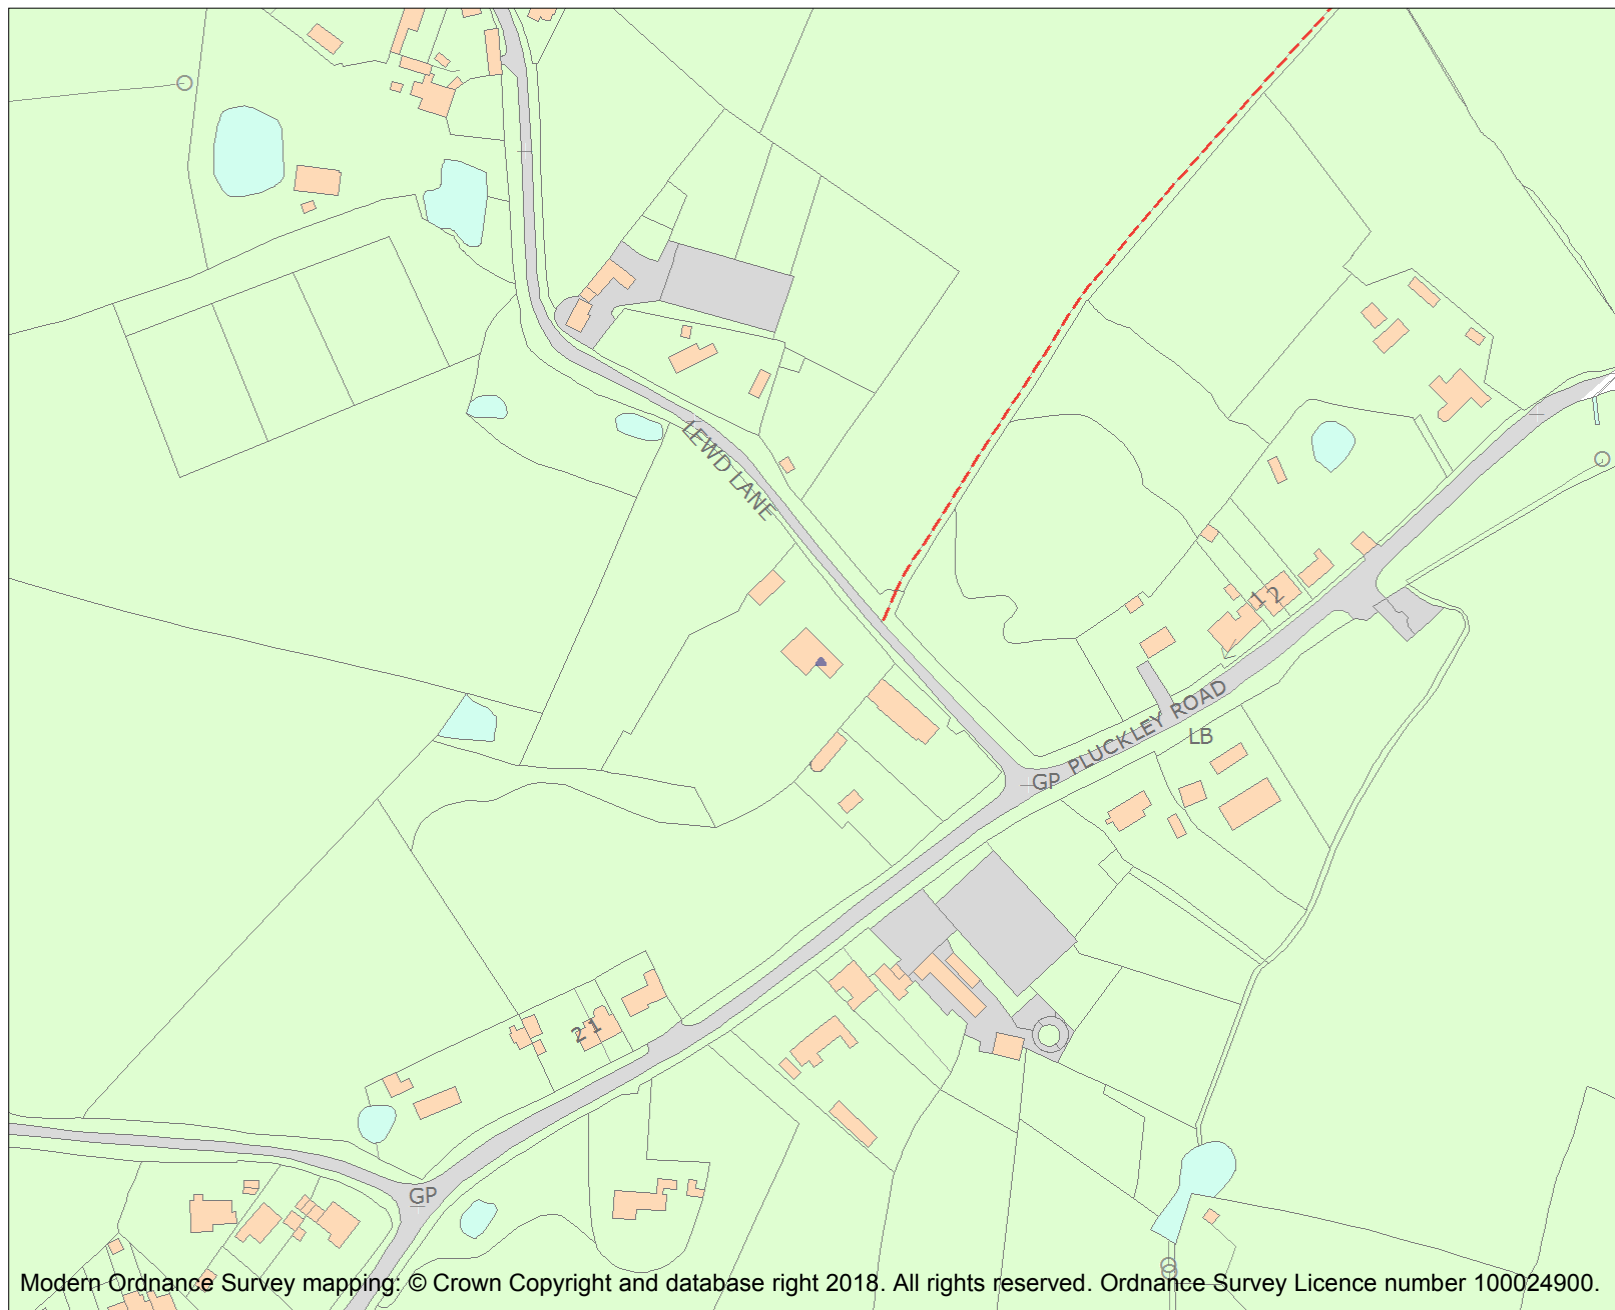 LEWD LANE
1
2
PLUCKLEY ROAD
LB
GP
2 1
GP
Modern Ordnance Survey mapping: © Crown Copyright and database right 2018. All rights reserved. Ordnance Survey Licence number 100024900.